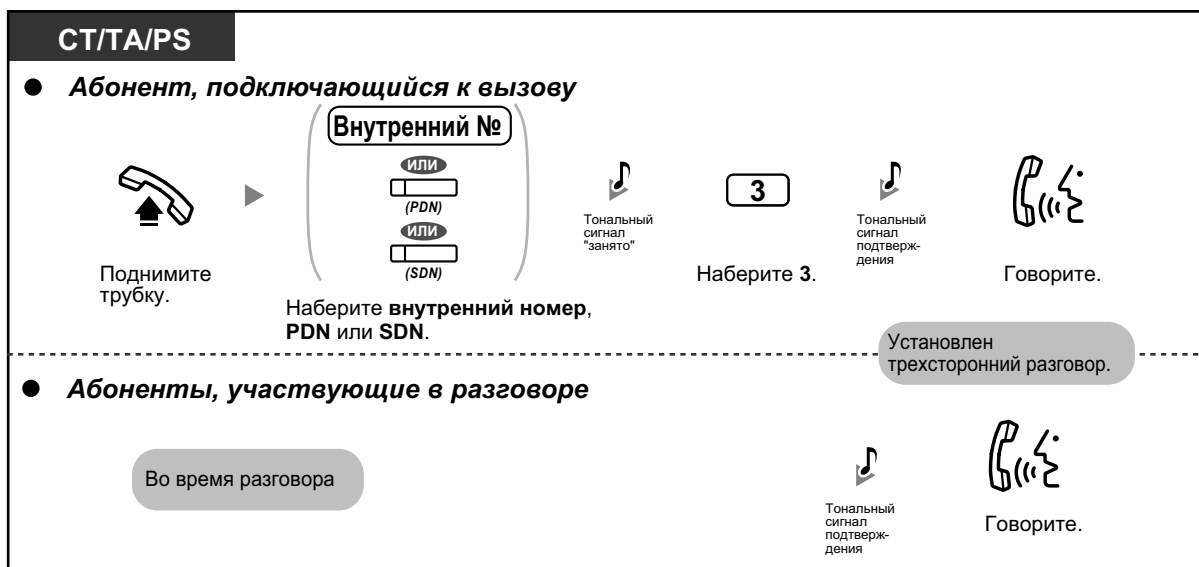 CT/TA/PS
Абонент, подключающийся к вызову
Внутренний №
или
(PDN)
или
(SDN)
Поднимите
трубку.
Наберите внутренний номер,
PDN или SDN.
Тональный
сигнал
"занято"
3
Наберите 3.
Тональный
сигнал
подтверж-
дения
Говорите.
Установлен
трехсторонний разговор.
Абоненты, участвующие в разговоре
Во время разговора
Тональный
сигнал
подтверж-
дения
Говорите.